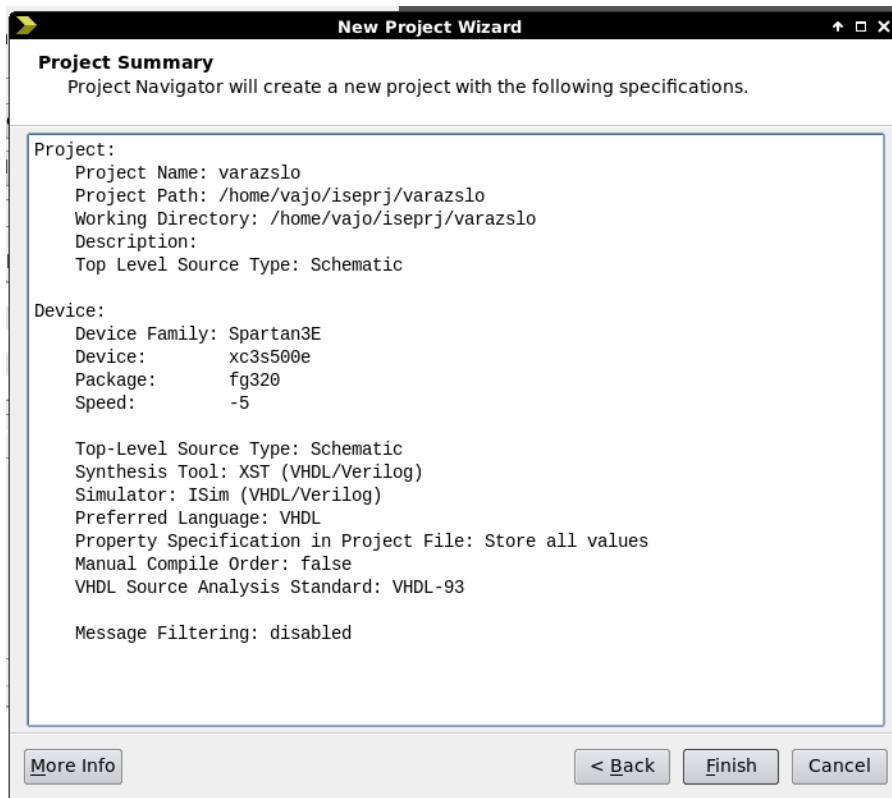 New Project Wizard
Project Summary
Project Navigator will create a new project with the following specifications.
Project:
Project Name: varazslo
Project Path: /home/vajo/iseprj/varazslo
Working Directory: /home/vajo/iseprj/varazslo
Description:
Top Level Source Type: Schematic
Device:
Device Family: Spartan3E
Device: xc3s500e
Package: fg320
Speed: -5
Top-Level Source Type: Schematic
Synthesis Tool: XST (VHDL/Verilog)
Simulator: ISim (VHDL/Verilog)
Preferred Language: VHDL
Property Specification in Project File: Store all values
Manual Compile Order: false
VHDL Source Analysis Standard: VHDL-93
Message Filtering: disabled
More Info < Back Finish Cancel